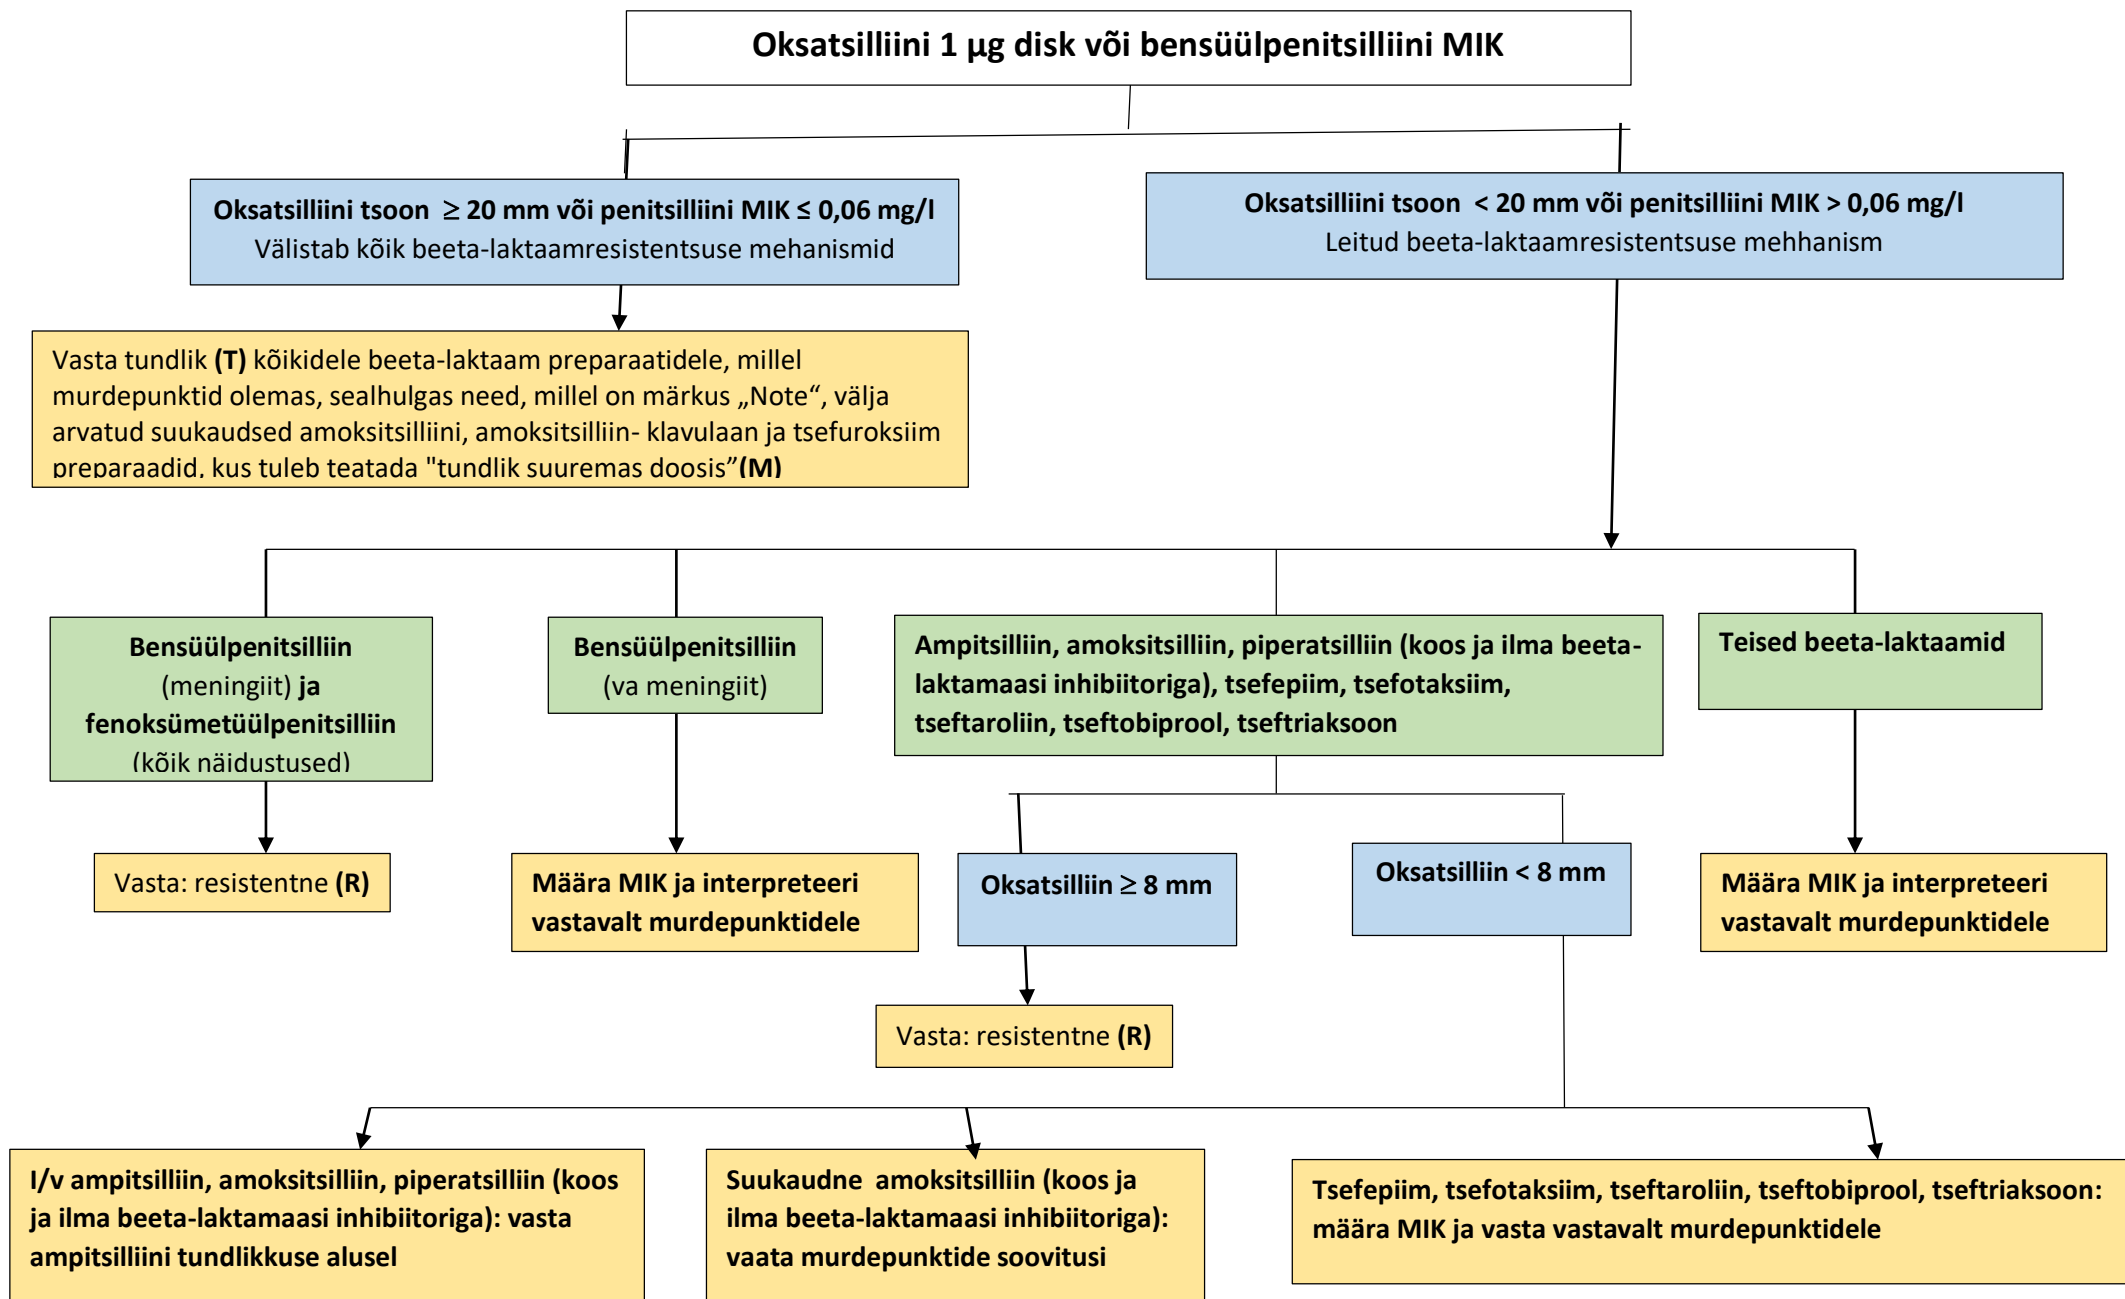 Oksatsilliini 1 µg disk või bensüülpenitsilliini MIK
Oksatsilliini tsoon ≥ 20 mm või penitsilliini MIK ≤ 0,06 mg/l
Välistab kõik beeta-laktaamresistentsuse mehanismid
Oksatsilliini tsoon < 20 mm või penitsilliini MIK > 0,06 mg/l
Leitud beeta-laktaamresistentsuse mehhanism
Vasta tundlik (T) kõikidele beeta-laktaam preparaatidele, millel
murdepunktid olemas, sealhulgas need, millel on märkus „Note“, välja
arvatud suukaudsed amoksitsilliini, amoksitsilliin- klavulaan ja tsefuroksiim
preparaadid, kus tuleb teatada "tundlik suuremas doosis”(M)
Bensüülpenitsilliin
(meningiit) ja
fenoksümetüülpenitsilliin
(kõik näidustused)
Bensüülpenitsilliin
(va meningiit)
Ampitsilliin, amoksitsilliin, piperatsilliin (koos ja ilma beeta-
laktamaasi inhibiitoriga), tsefepiim, tsefotaksiim,
tseftaroliin, tseftobiprool, tseftriaksoon
Teised beeta-laktaamid
Vasta: resistentne (R)
Määra MIK ja interpreteeri
vastavalt murdepunktidele
Oksatsilliin ≥ 8 mm
Oksatsilliin < 8 mm
Määra MIK ja interpreteeri
vastavalt murdepunktidele
Vasta: resistentne (R)
I/v ampitsilliin, amoksitsilliin, piperatsilliin (koos
ja ilma beeta-laktamaasi inhibiitoriga): vasta
ampitsilliini tundlikkuse alusel
Suukaudne amoksitsilliin (koos ja
ilma beeta-laktamaasi inhibiitoriga):
vaata murdepunktide soovitusi
Tsefepiim, tsefotaksiim, tseftaroliin, tseftobiprool, tseftriaksoon:
määra MIK ja vasta vastavalt murdepunktidele